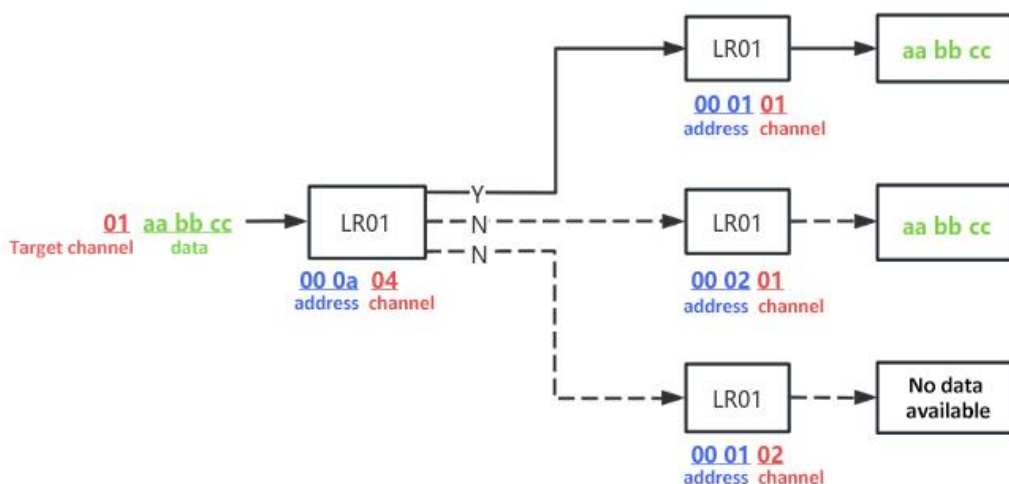 LR01
aa bb cc
00 01 01
address channel
Y
01 aa bb cc
Target channel data
LR01
N
LR01
aa bb cc
N
00 0a 04
address channel
00 02 01
address channel
LR01
No data
available
00 01 02
address channel